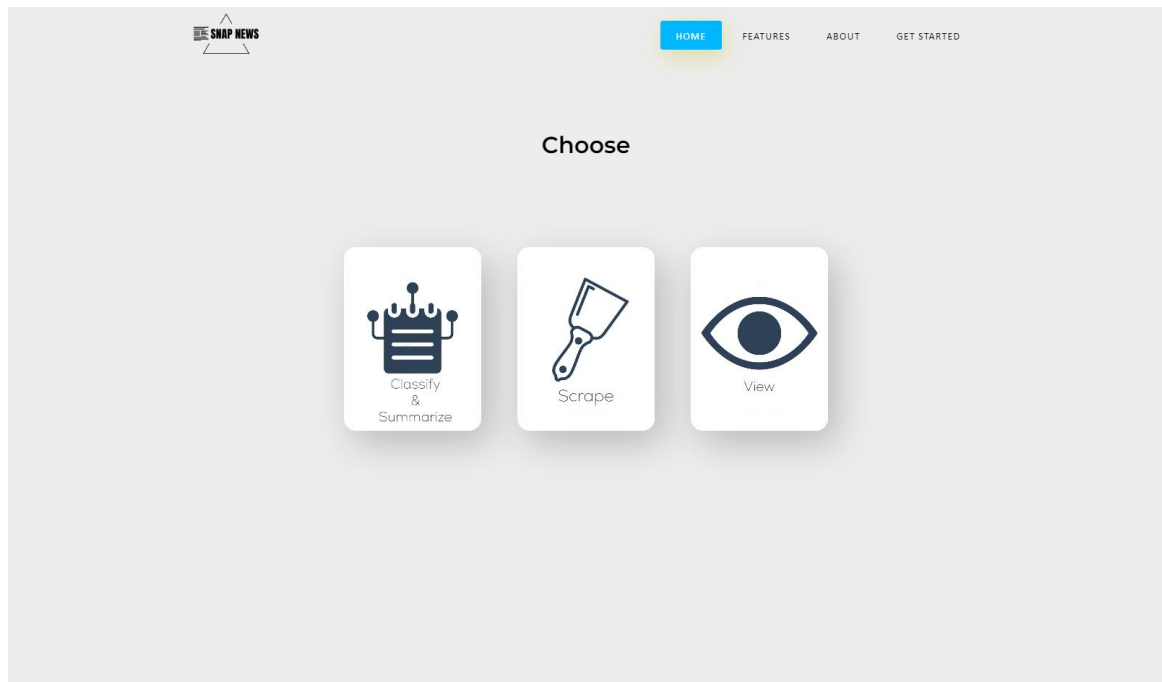 SNAP NEWS
HOME FEATURES ABOUT GET STARTED
Choose
Classify
&
Summarize
Scrape
View